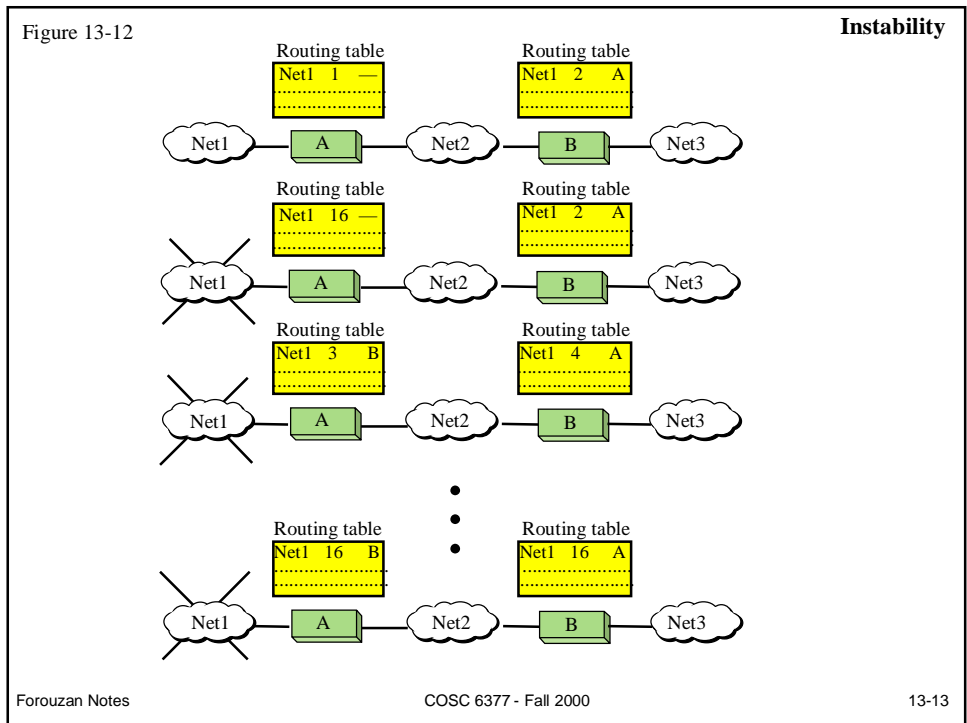 Figure 13-12
Instability
Routing table
Routing table
Net1 1 —
Net1 2 A
Net1
A
Net2
B
Net3
Routing table
Routing table
Net1 16 —
Net1 2 A
Net1
A
Net2
B
Net3
Routing table
Routing table
Net1 3 B
Net1 4 A
Net1
A
Net2
B
Net3
Routing table
Routing table
Net1 16 B
Net1 16 A
Net1
A
Net2
B
Net3
Forouzan Notes
COSC 6377 - Fall 2000
13-13